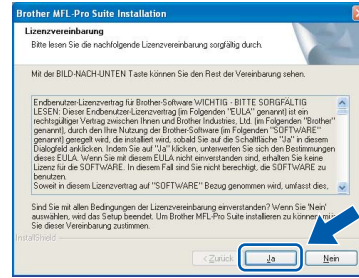 Brother MFL-Pro Suite Installation
Lizenzvereinbarung
Bitte lesen Sie die nachfolgende Lizenzvereinbarung sorgfältig durch.
Mit der BILD-NACH-UNTEN Taste können Sie den Rest der Vereinbarung sehen.
Endbenutzer-Lizenzvertrag für Brother-Software WICHTIG - BITTE SORGFÄLTIG
LESEN: Dieser Endbenutzer-Lizenzvertrag (im Folgenden "EULA" genannt) ist ein
rechtsgültiger Vertrag zwischen Ihnen und Brother Industries, Ltd. (im Folgenden "Brother"
genannt), durch den Ihre Nutzung der Brother-Software (im Folgenden "SOFTWARE"
genannt) geregelt wird, die installiert wird, sobald Sie auf die Schaltfläche "Ja" in diesem
Dialogfeld anklicken. Indem Sie auf "Ja" klicken, unterwerfen Sie sich den Bestimmungen
dieses EULA. Wenn Sie mit diesem EULA nicht einverstanden sind, erhalten Sie keine
Lizenz für die SOFTWARE. In diesem Fall sind Sie nicht berechtigt, die SOFTWARE zu
benutzen.
Soweit in diesem Lizenzvertrag auf "SOFTWARE" Bezug genommen wird, umfasst dies,
Sind Sie mit allen Bedingungen der Lizenzvereinbarung einverstanden? Wenn Sie 'Nein'
auswählen, wird das Setup beendet. Um Brother MFL-Pro Suite installieren zu können,
Sie dieser Vereinbarung zustimmen.
InstallShield
< Zurück
Ja
Nein